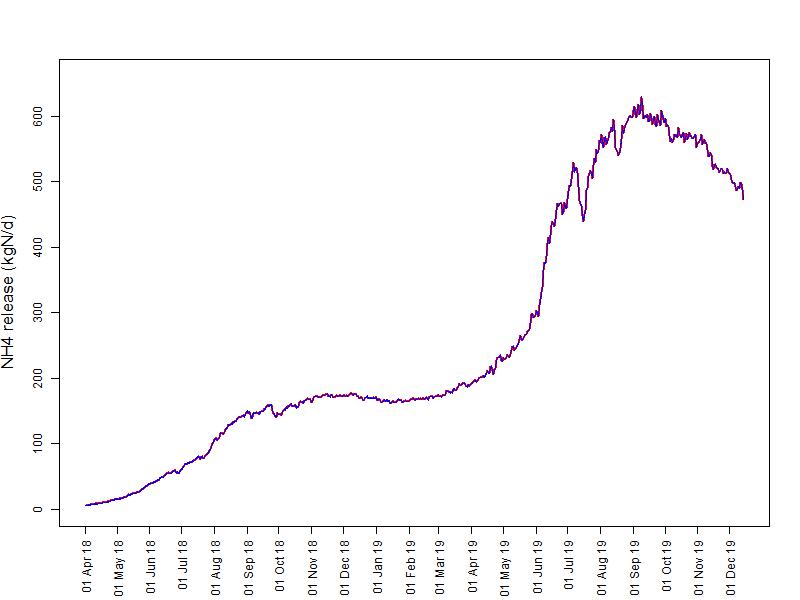 NH4 release (kgN/d)
600
500
400
300
200
100
0
01 Apr 18
01 May 18
01 Jun 18
01 Jul 18
01 Aug 18
01 Sep 18
01 Oct 18
01 Nov 18
01 Dec 18
01 Jan 19
01 Feb 19
01 Mar 19
01 Apr 19
01 May 19
01 Jun 19
01 Jul 19
01 Aug 19
01 Sep 19
01 Oct 19
01 Nov 19
01 Dec 19